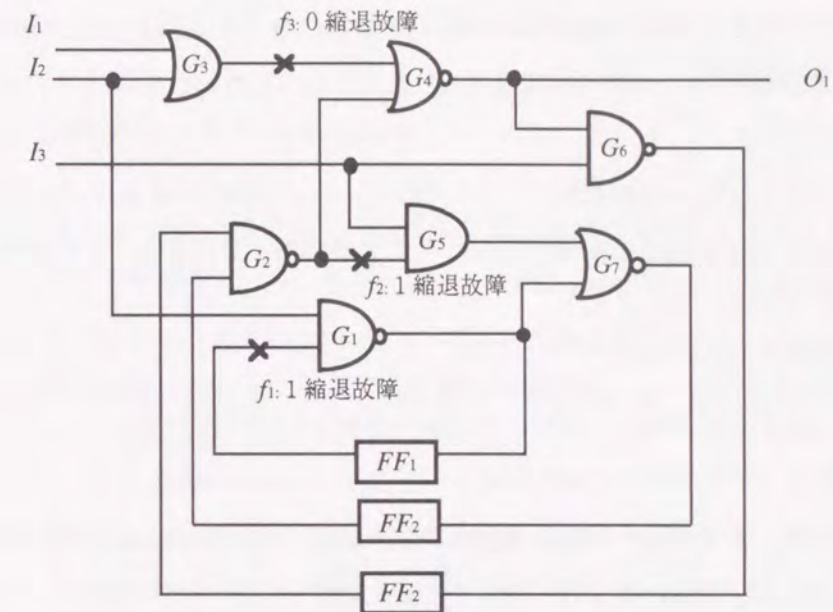 f₃: 0 縮退故障
I₁
I₂
G₃
G₄
O₁
G₆
I₃
G₅
G₂
G₇
f₂: 1 縮退故障
G₁
f₁: 1 縮退故障
FF₁
FF₂
FF₂